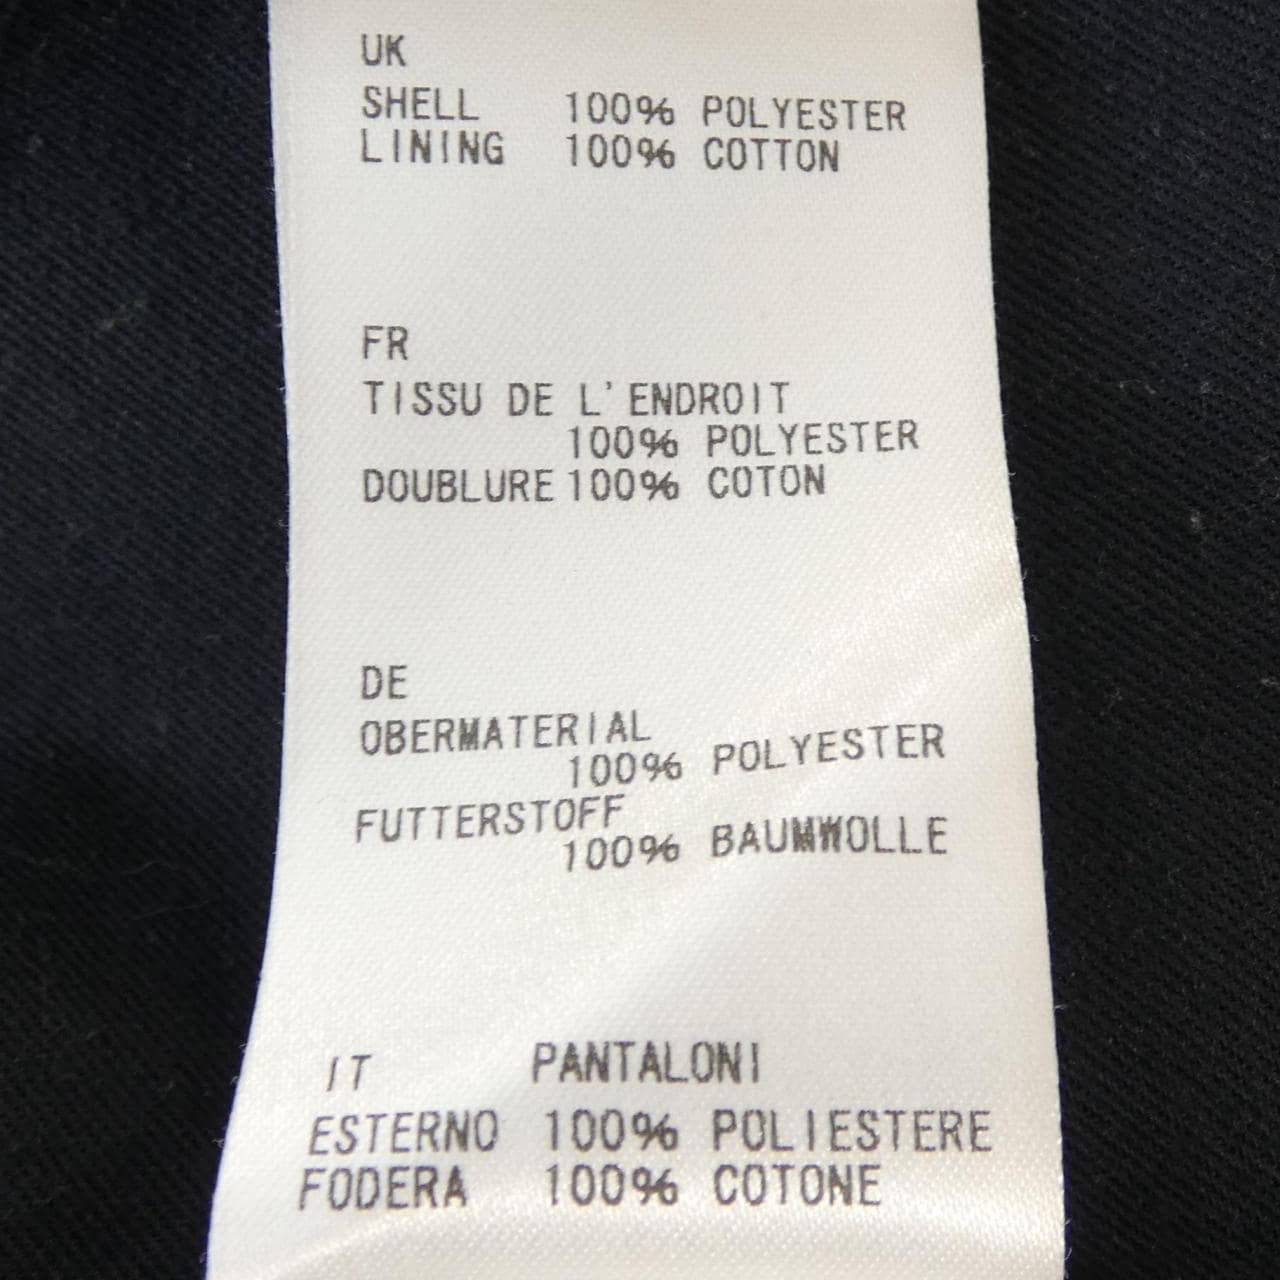 UK
SHELL 100% POLYESTER
LINING 100% COTTON
FR
TISSU DE L'ENDROIT
100% POLYESTER
DOUBLURE 100% COTON
DE
OBERMATERIAL
100% POLYESTER
FUTTERSTOFF
100% BAUMWOLLE
IT PANTALONI
ESTERNO 100% POLIESTERE
FODERA 100% COTONE